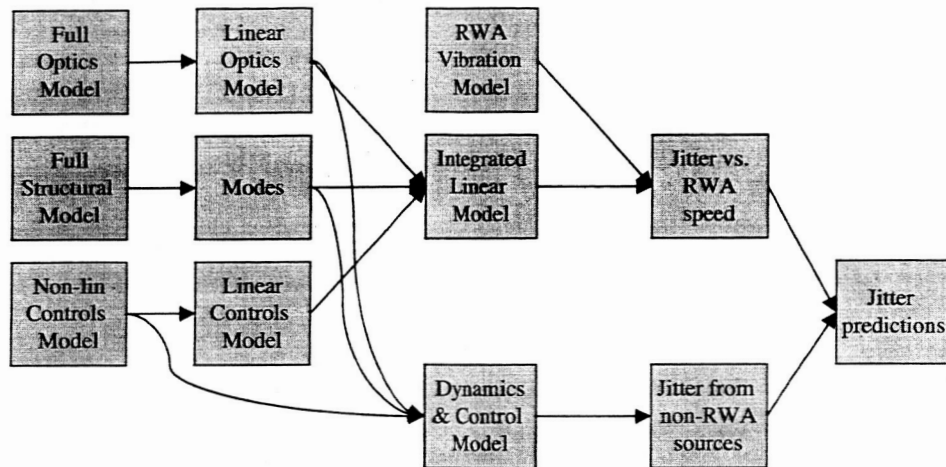 Full
Optics
Model
Linear
Optics
Model
RWA
Vibration
Model
Full
Structural
Model
Modes
Integrated
Linear
Model
Jitter vs.
RWA
speed
Non-lin
Controls
Model
Linear
Controls
Model
Jitter
predictions
Dynamics
& Control
Model
Jitter from
non-RWA
sources